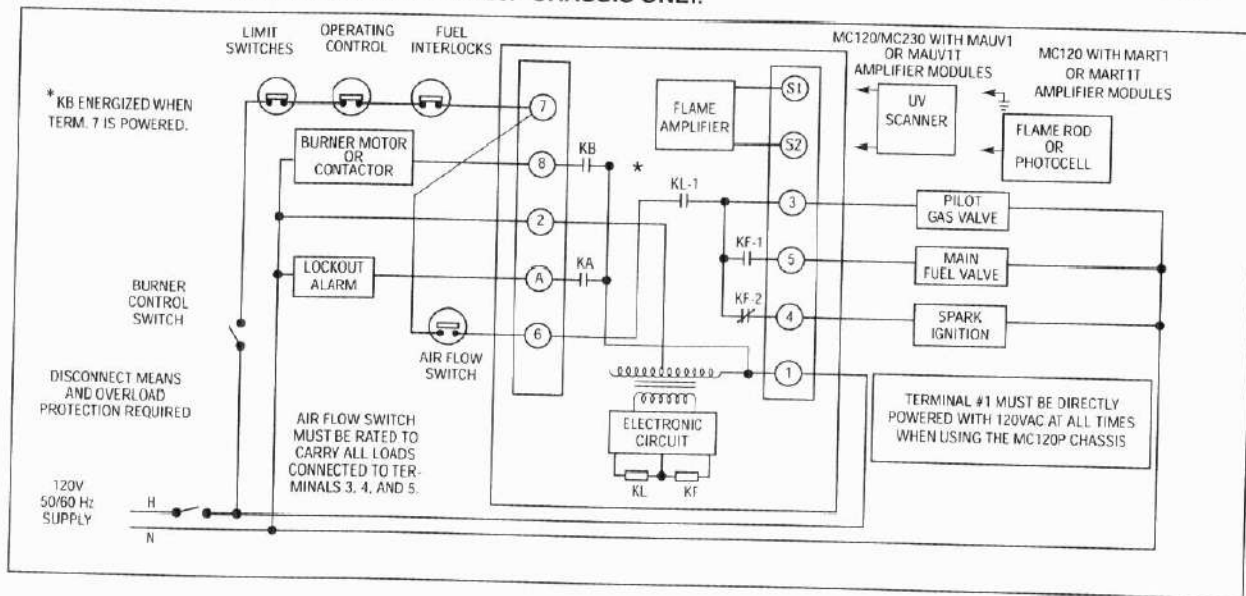 CHASSIS ONLY.
LIMIT
SWITCHES
OPERATING
CONTROL
FUEL
INTERLOCKS
* KB ENERGIZED WHEN
TERM. 7 IS POWERED.
BURNER MOTOR
OR
CONTACTOR
LOCKOUT
ALARM
BURNER
CONTROL
SWITCH
DISCONNECT MEANS
AND OVERLOAD
PROTECTION REQUIRED
120V
50/60 Hz
SUPPLY
H
N
AIR FLOW
SWITCH
AIR FLOW SWITCH
MUST BE RATED TO
CARRY ALL LOADS
CONNECTED TO TER-
MINALS 3, 4, AND 5.
7
8
2
A
6
KB
*
KA
KL-1
KF-1
KF-2
FLAME
AMPLIFIER
ELECTRONIC
CIRCUIT
KL
KF
S1
S2
3
5
4
1
MC120/MC230 WITH MAUV1
OR MAUV1T
AMPLIFIER MODULES
UV
SCANNER
MC120 WITH MART1
OR MART1T
AMPLIFIER MODULES
FLAME ROD
OR
PHOTOCELL
PILOT
GAS VALVE
MAIN
FUEL VALVE
SPARK
IGNITION
TERMINAL #1 MUST BE DIRECTLY
POWERED WITH 120VAC AT ALL TIMES
WHEN USING THE MC120P CHASSIS